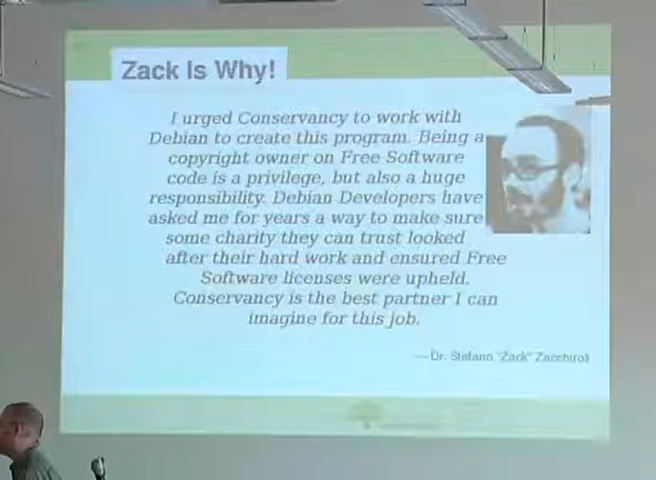 Zack Is Why!
I urged Conservancy to work with
Debian to create this program. Being a
copyright owner on Free Software
code is a privilege, but also a huge
responsibility. Debian Developers have
asked me for years a way to make sure
some charity they can trust looked
after their hard work and ensured Free
Software licenses were upheld.
Conservancy is the best partner I can
imagine for this job.
— Dr. Stefano "Zack" Zacchiroli